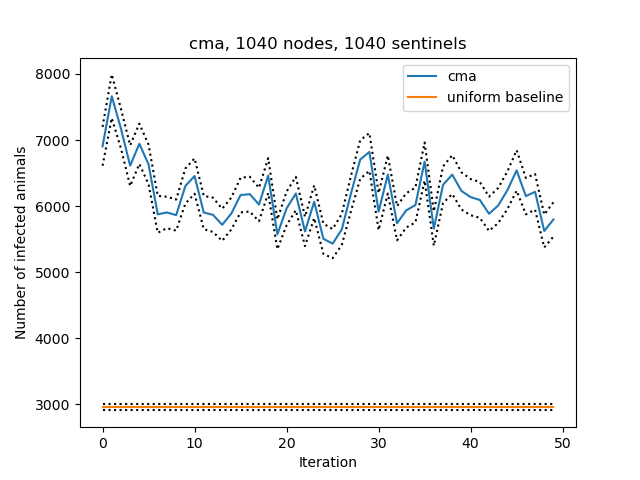 cma, 1040 nodes, 1040 sentinels
cma
uniform baseline
Number of infected animals
8000
7000
6000
5000
4000
3000
0 10 20 30 40 50
Iteration